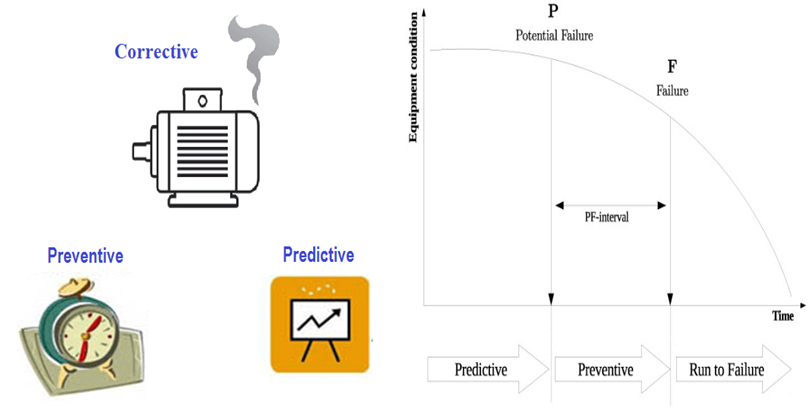 Corrective
Preventive
Predictive
P
Potential Failure
F
Failure
Equipment condition
PF-interval
Time
Predictive
Preventive
Run to Failure